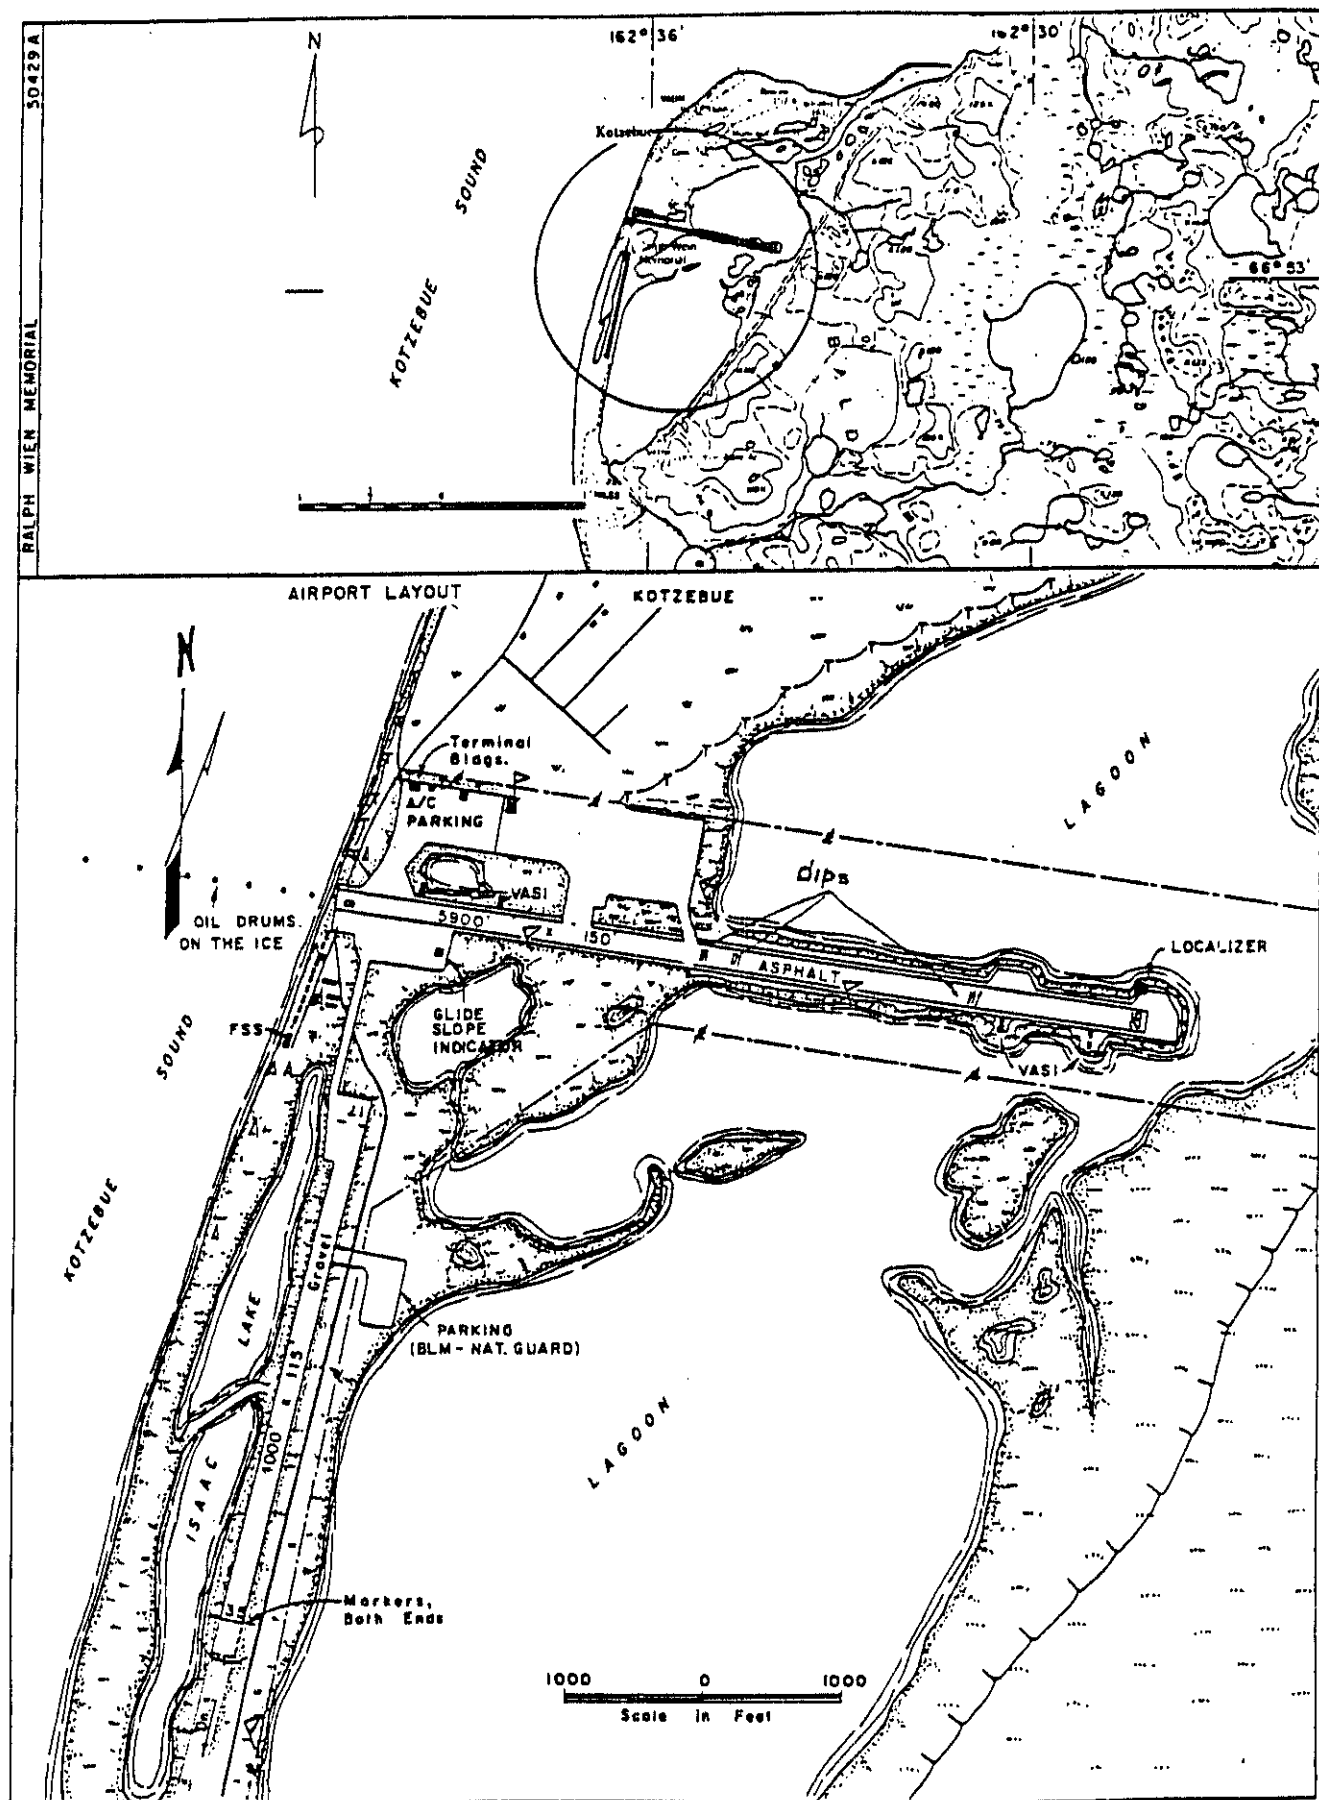 50429 A
RALPH WIEN MEMORIAL
N
162° 36'
162° 30'
Kotzebue
KOTZEBUE
SOUND
66° 53'
MILES
AIRPORT LAYOUT
KOTZEBUE
N
Terminal
Bldgs.
A/C
PARKING
VASI
5900'
150
OIL DRUMS
ON THE ICE
dips
LAGOON
LOCALIZER
ASPHALT
GLIDE
SLOPE
INDICATOR
FSS
VASI
KOTZEBUE
SOUND
Gravel
PARKING
(BLM - NAT. GUARD)
ISAAC
LAKE
4000 x 115
LAGOON
Markers,
Both Ends
1000 0 1000
Scale in Feet